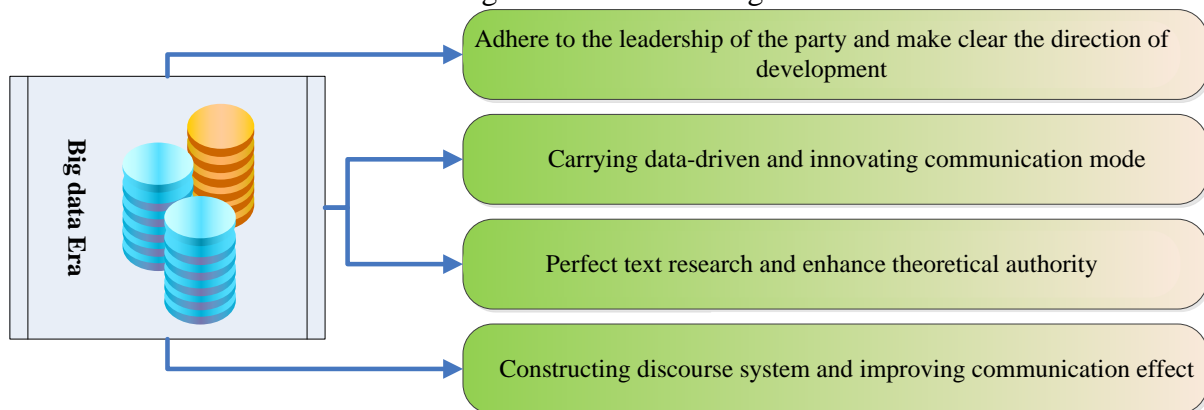 Adhere to the leadership of the party and make clear the direction of
development
Big data Era
Carrying data-driven and innovating communication mode
Perfect text research and enhance theoretical authority
Constructing discourse system and improving communication effect